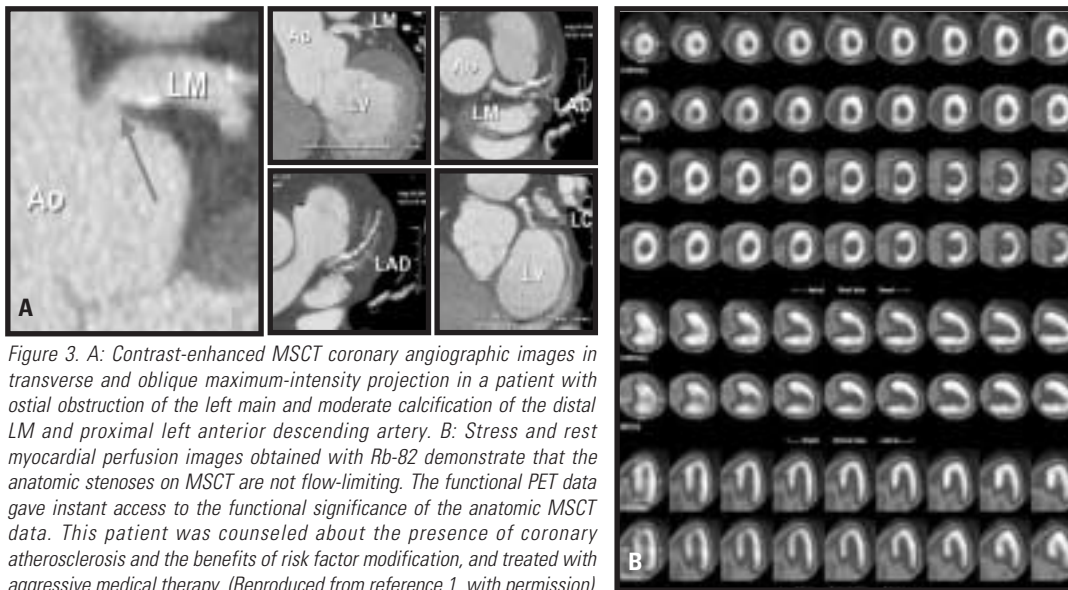 LM
Ao
A
Ao
LM
LV
Ao
LM
LAD
LAD
LC
LV
Figure 3. A: Contrast-enhanced MSCT coronary angiographic images in
transverse and oblique maximum-intensity projection in a patient with
ostial obstruction of the left main and moderate calcification of the distal
LM and proximal left anterior descending artery. B: Stress and rest
myocardial perfusion images obtained with Rb-82 demonstrate that the
anatomic stenoses on MSCT are not flow-limiting. The functional PET data
gave instant access to the functional significance of the anatomic MSCT
data. This patient was counseled about the presence of coronary
atherosclerosis and the benefits of risk factor modification, and treated with
aggressive medical therapy. (Reproduced from reference 1, with permission)
B